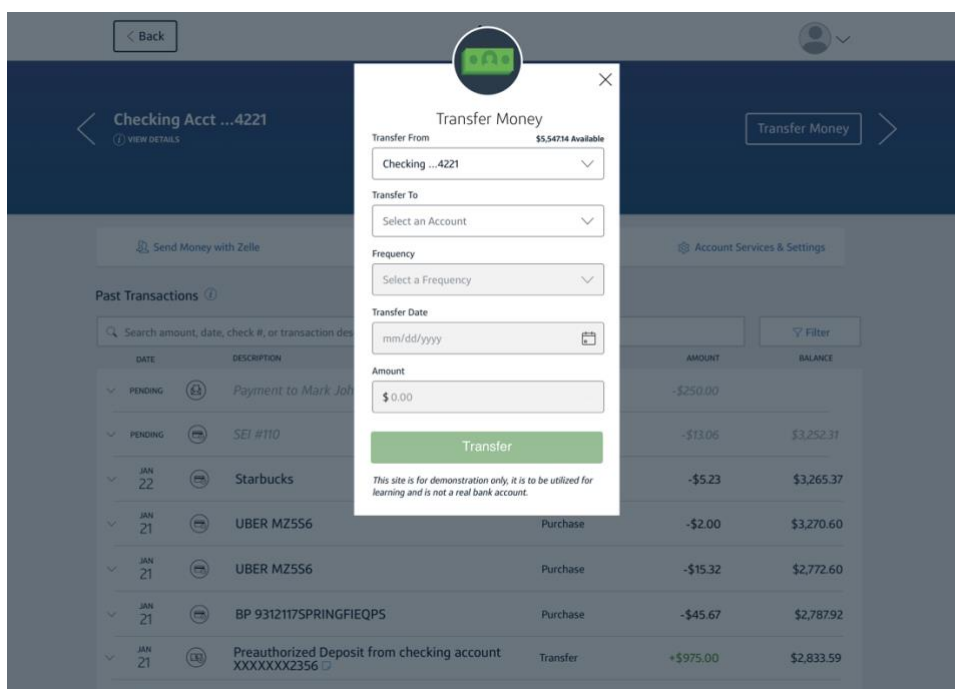 Back
Checking Acct ...4221
VIEW DETAILS
Transfer Money
Transfer Money
Transfer From
$5,547.14 Available
Checking ...4221
Transfer To
Select an Account
Frequency
Select a Frequency
Transfer Date
mm/dd/yyyy
Amount
$ 0.00
Transfer
This site is for demonstration only, it is to be utilized for
learning and is not a real bank account.
Send Money with Zelle
Account Services & Settings
Past Transactions
Search amount, date, check #, or transaction des
Filter
DATE DESCRIPTION AMOUNT BALANCE
PENDING Payment to Mark Joh -$250.00
PENDING SEI #110 -$13.06 $3,252.31
JAN
22 Starbucks -$5.23 $3,265.37
JAN
21 UBER MZ5S6 Purchase -$2.00 $3,270.60
JAN
21 UBER MZ5S6 Purchase -$15.32 $2,772.60
JAN
21 BP 9312117SPRINGFIEQPS Purchase -$45.67 $2,787.92
JAN
21 Preauthorized Deposit from checking account
XXXXXXX2356 Transfer +$975.00 $2,833.59